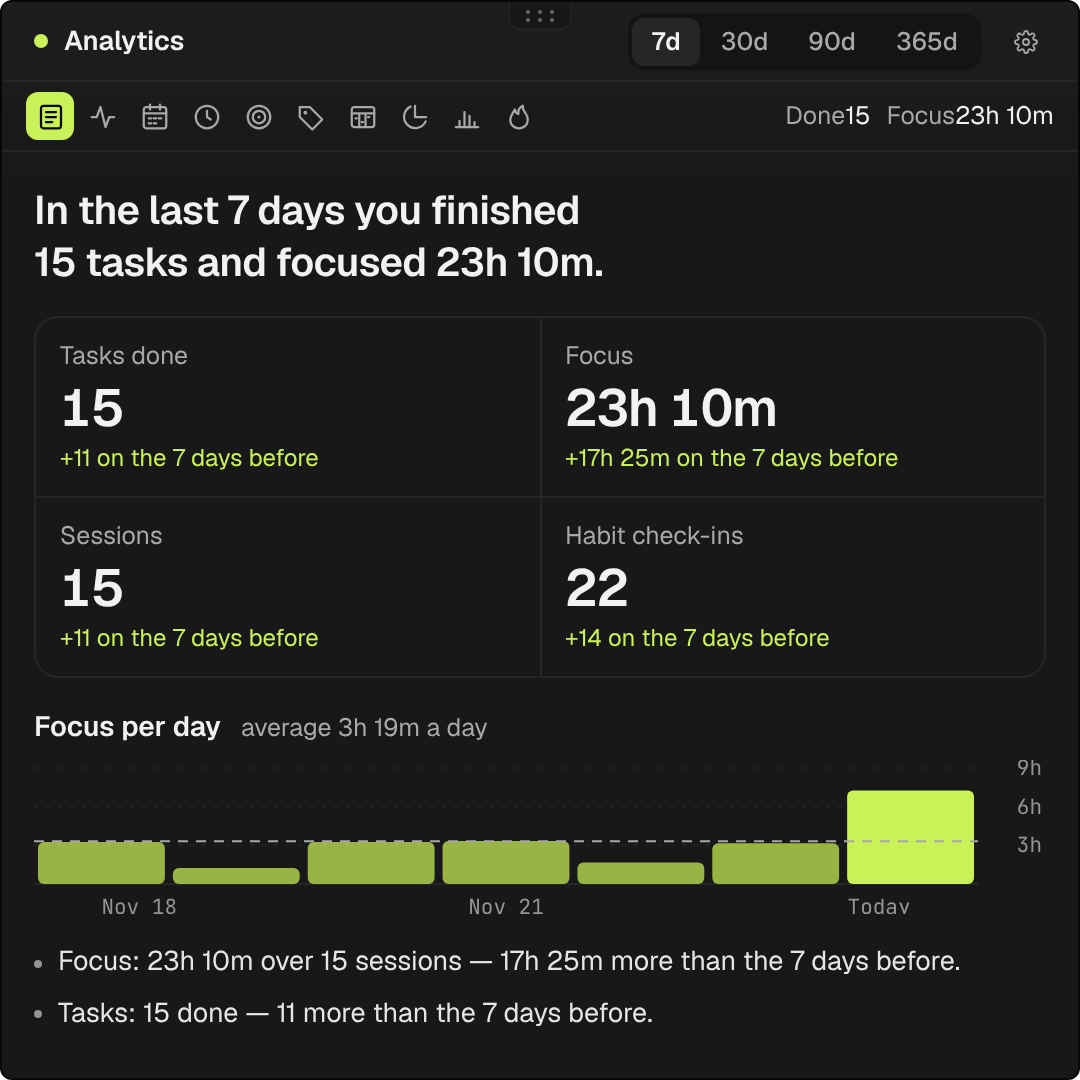 Analytics
7d 30d 90d 365d
Done15 Focus23h 10m
In the last 7 days you finished
15 tasks and focused 23h 10m.
Tasks done
15
+11 on the 7 days before
Focus
23h 10m
+17h 25m on the 7 days before
Sessions
15
+11 on the 7 days before
Habit check-ins
22
+14 on the 7 days before
Focus per day average 3h 19m a day
9h
6h
3h
Nov 18 Nov 21 Today
Focus: 23h 10m over 15 sessions — 17h 25m more than the 7 days before.
Tasks: 15 done — 11 more than the 7 days before.